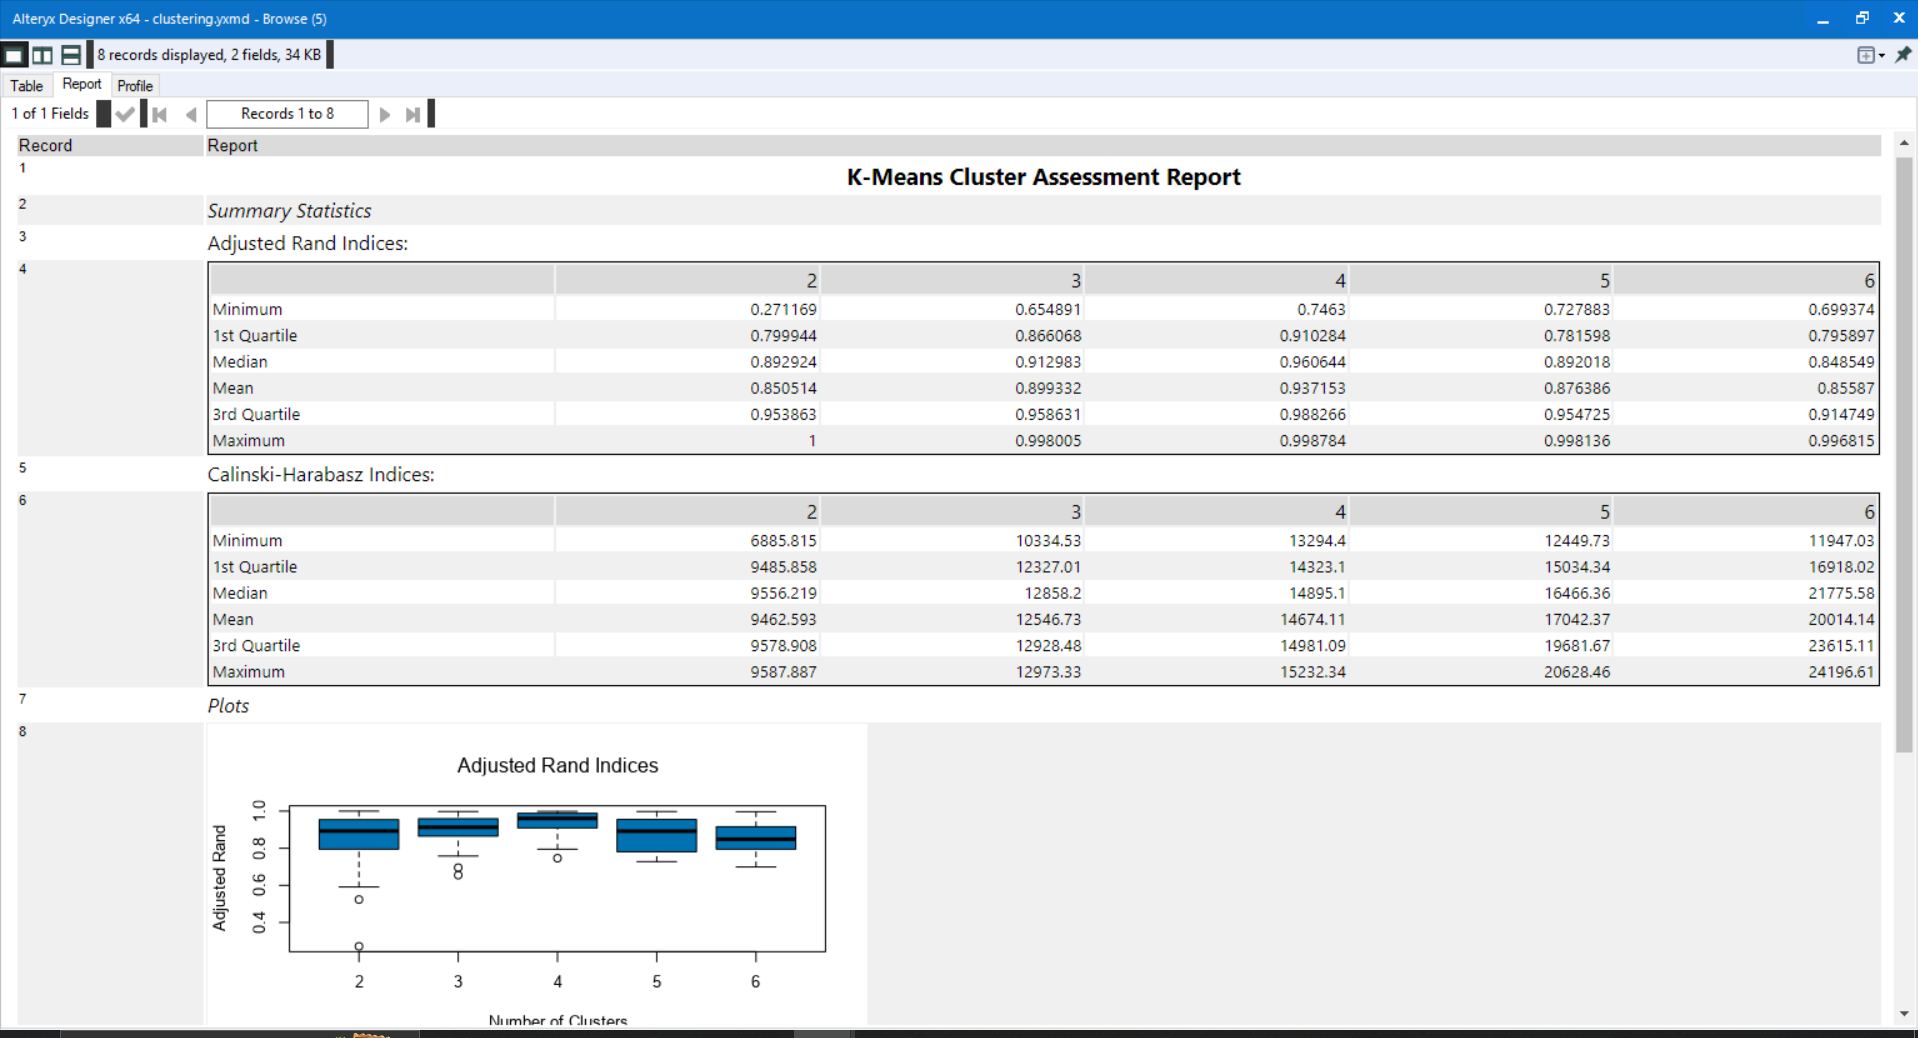 Alteryx Designer x64 - clustering.yxmd - Browse (5)
8 records displayed, 2 fields, 34 KB
Table Report Profile
1 of 1 Fields Records 1 to 8
Record Report
1 K-Means Cluster Assessment Report
2 Summary Statistics
3 Adjusted Rand Indices:
4
2 3 4 5 6
Minimum 0.271169 0.654891 0.7463 0.727883 0.699374
1st Quartile 0.799944 0.866068 0.910284 0.781598 0.795897
Median 0.892924 0.912983 0.960644 0.892018 0.848549
Mean 0.850514 0.899332 0.937153 0.876386 0.85587
3rd Quartile 0.953863 0.958631 0.988266 0.954725 0.914749
Maximum 1 0.998005 0.998784 0.998136 0.996815
5 Calinski-Harabasz Indices:
6
2 3 4 5 6
Minimum 6885.815 10334.53 13294.4 12449.73 11947.03
1st Quartile 9485.858 12327.01 14323.1 15034.34 16918.02
Median 9556.219 12858.2 14895.1 16466.36 21775.58
Mean 9462.593 12546.73 14674.11 17042.37 20014.14
3rd Quartile 9578.908 12928.48 14981.09 19681.67 23615.11
Maximum 9587.887 12973.33 15232.34 20628.46 24196.61
7 Plots
8
Adjusted Rand Indices
Adjusted Rand
1.0
0.8
0.6
0.4
2 3 4 5 6
Number of Clusters